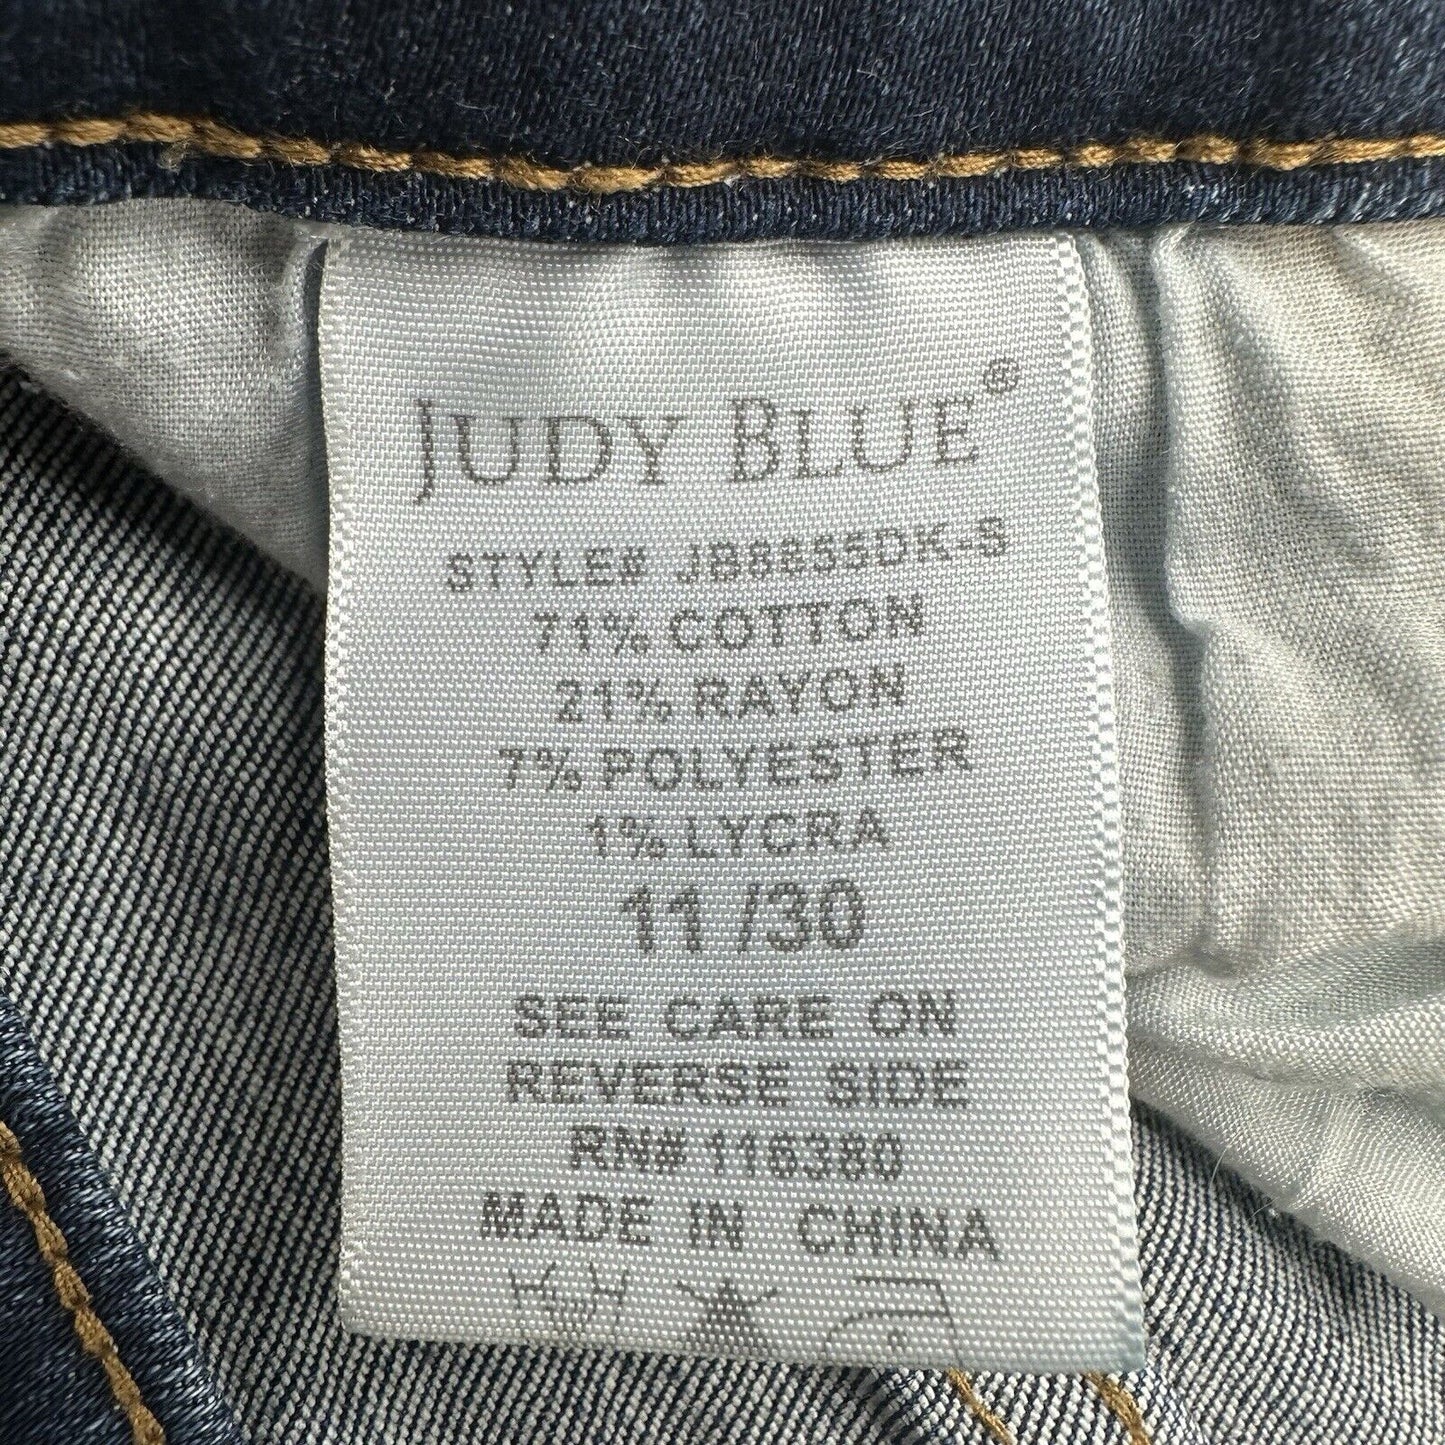 JUDY BLUE®
STYLE# JB8855DK-S
71% COTTON
21% RAYON
7% POLYESTER
1% LYCRA
11 /30
SEE CARE ON
REVERSE SIDE
RN# 116380
MADE IN CHINA